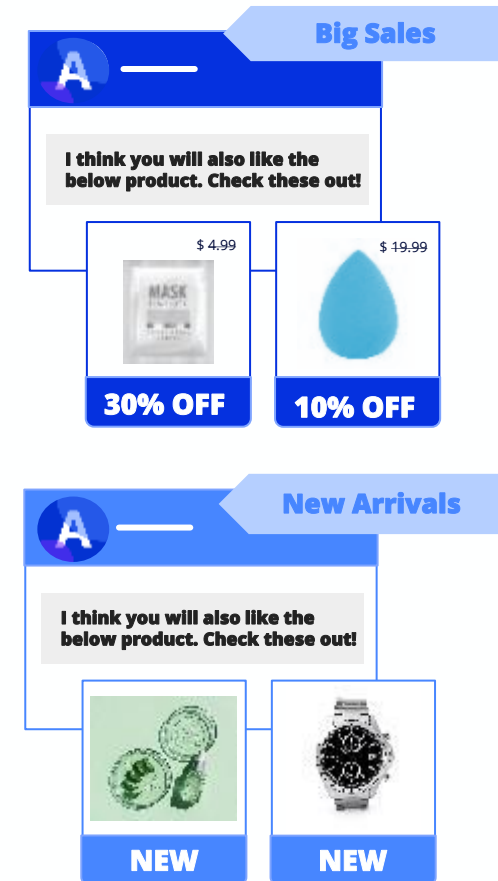 Big Sales
A
I think you will also like the
below product. Check these out!
$ 4.99
$ 19.99
MASK
30% OFF
10% OFF
New Arrivals
A
I think you will also like the
below product. Check these out!
NEW
NEW